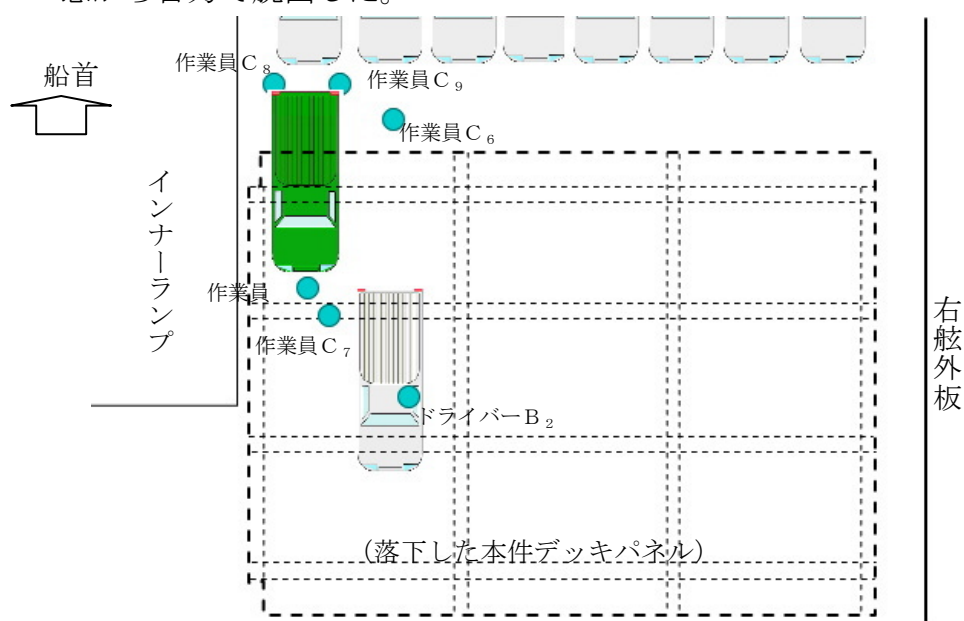 作業員C₈
船首
作業員C₉
作業員C₆
インナーランプ
作業員
作業員C₇
右舷外板
ドライバーB₂
(落下した本件デッキパネル)